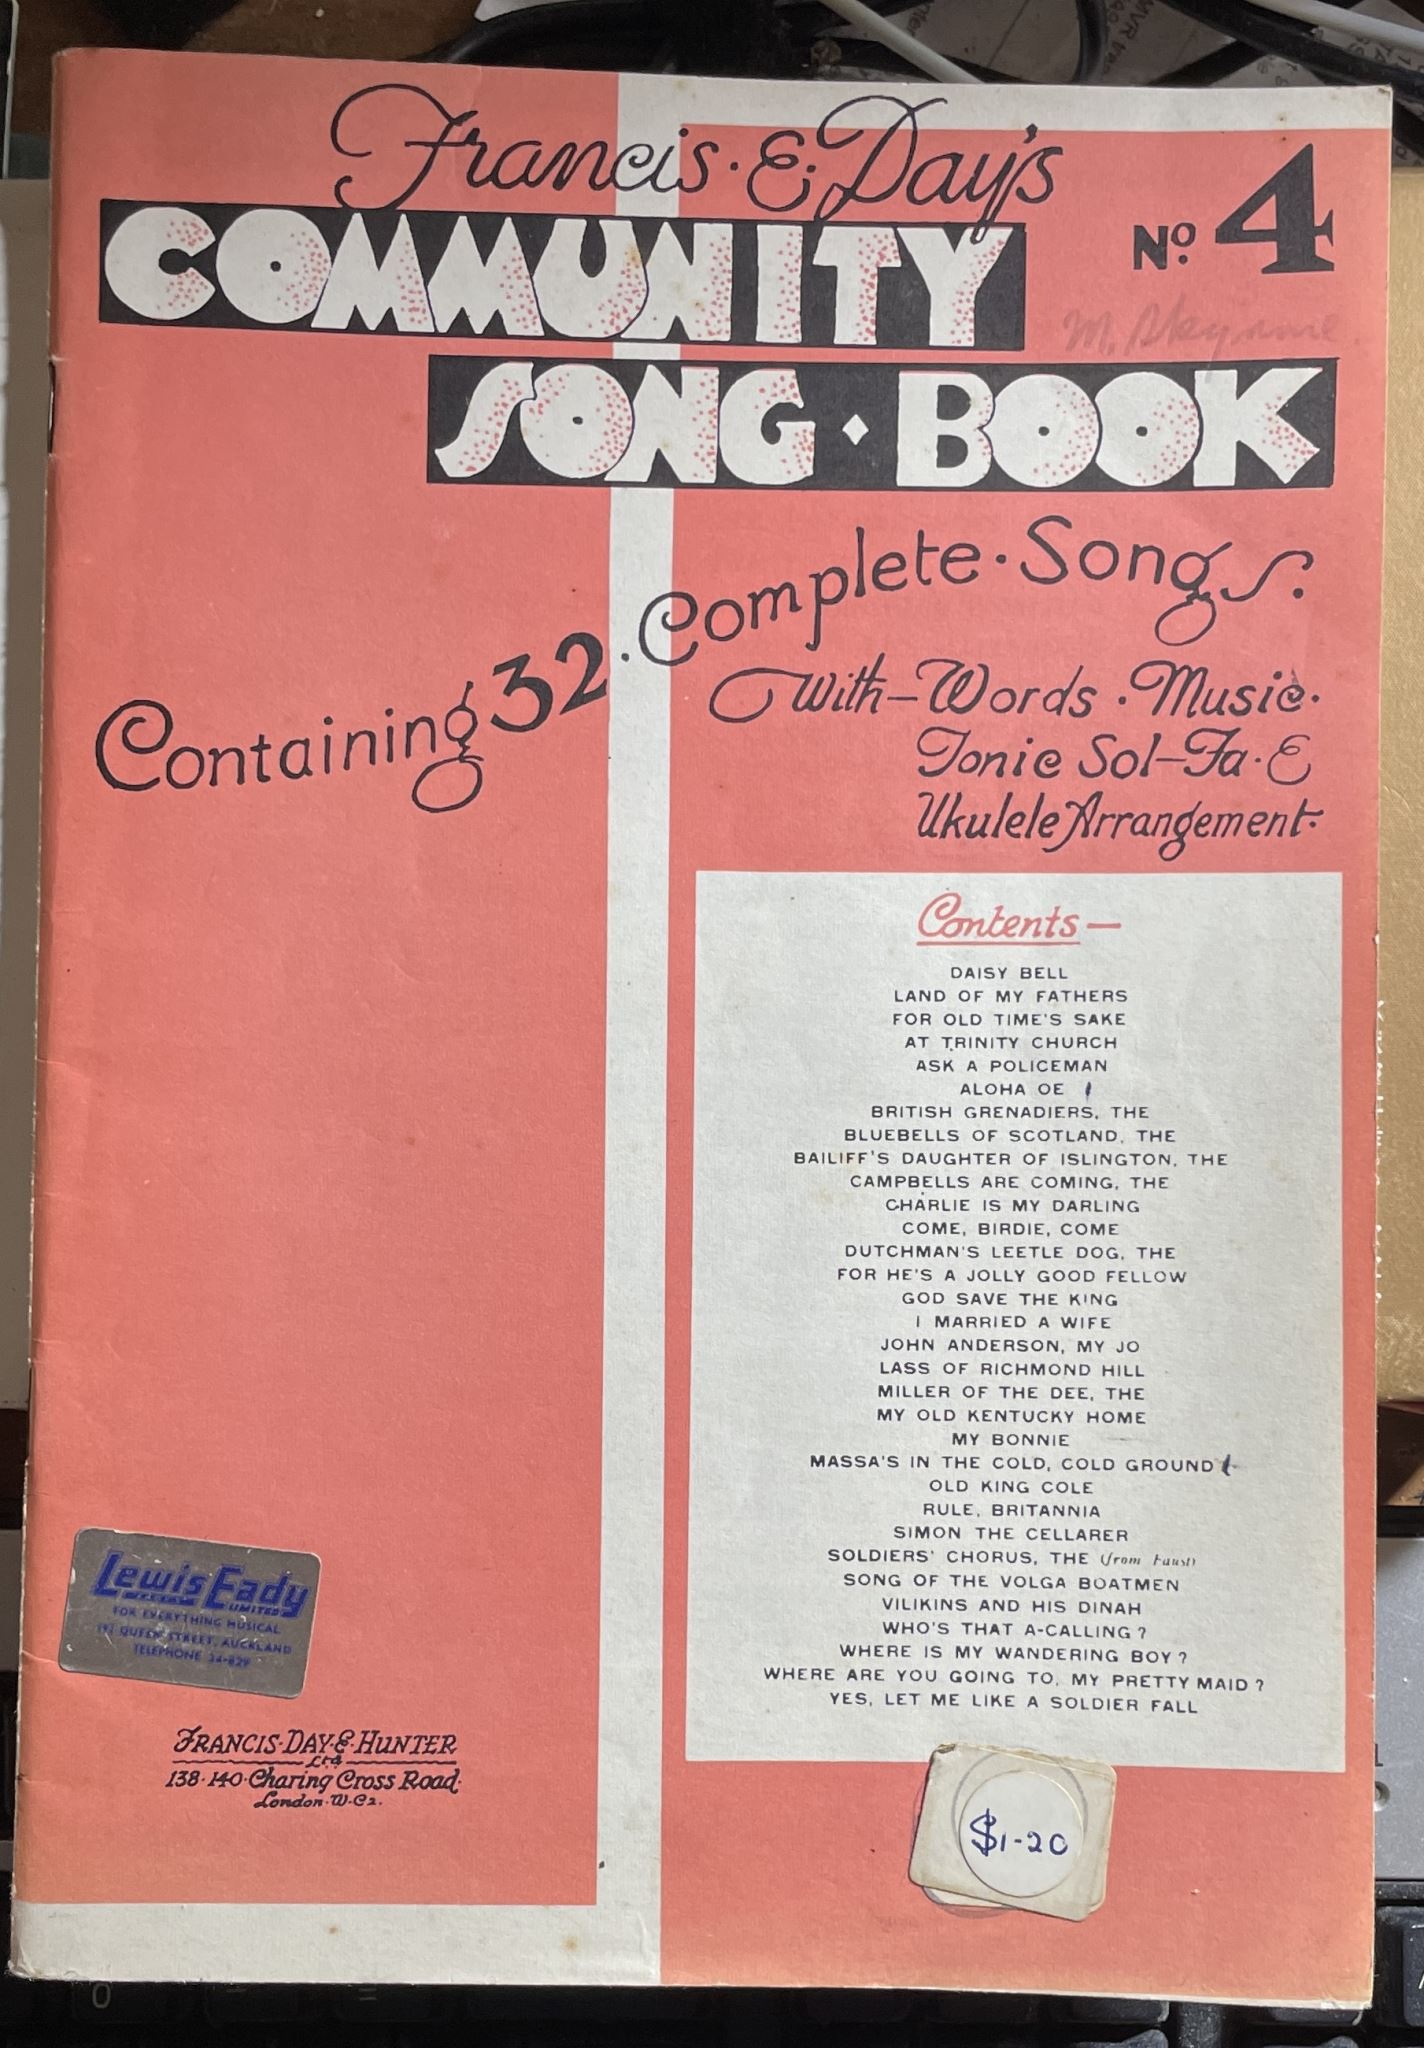 Francis & Day's
COMMUNITY
No. 4
SONG BOOK
Containing 32 Complete Songs.
With Words. Music.
Tonic Sol-Fa &
Ukulele Arrangement.
Contents—
DAISY BELL
LAND OF MY FATHERS
FOR OLD TIME'S SAKE
AT TRINITY CHURCH
ASK A POLICEMAN
ALOHA OE
BRITISH GRENADIERS, THE
BLUEBELLS OF SCOTLAND, THE
BAILIFF'S DAUGHTER OF ISLINGTON, THE
CAMPBELLS ARE COMING, THE
CHARLIE IS MY DARLING
COME, BIRDIE, COME
DUTCHMAN'S LEETLE DOG, THE
FOR HE'S A JOLLY GOOD FELLOW
GOD SAVE THE KING
I MARRIED A WIFE
JOHN ANDERSON, MY JO
LASS OF RICHMOND HILL
MILLER OF THE DEE, THE
MY OLD KENTUCKY HOME
MY BONNIE
MASSA'S IN THE COLD, COLD GROUND
OLD KING COLE
RULE, BRITANNIA
SIMON THE CELLARER
SOLDIERS' CHORUS, THE (from Faust)
SONG OF THE VOLGA BOATMEN
VILIKINS AND HIS DINAH
WHO'S THAT A-CALLING?
WHERE IS MY WANDERING BOY?
WHERE ARE YOU GOING TO, MY PRETTY MAID?
YES, LET ME LIKE A SOLDIER FALL
Lewis Eady
LIMITED
FOR EVERYTHING MUSICAL
192 QUEEN STREET, AUCKLAND
TELEPHONE 34-829
FRANCIS·DAY·&·HUNTER
Ltd
138·140·Charing Cross Road·
London·W·C2.
$1-20